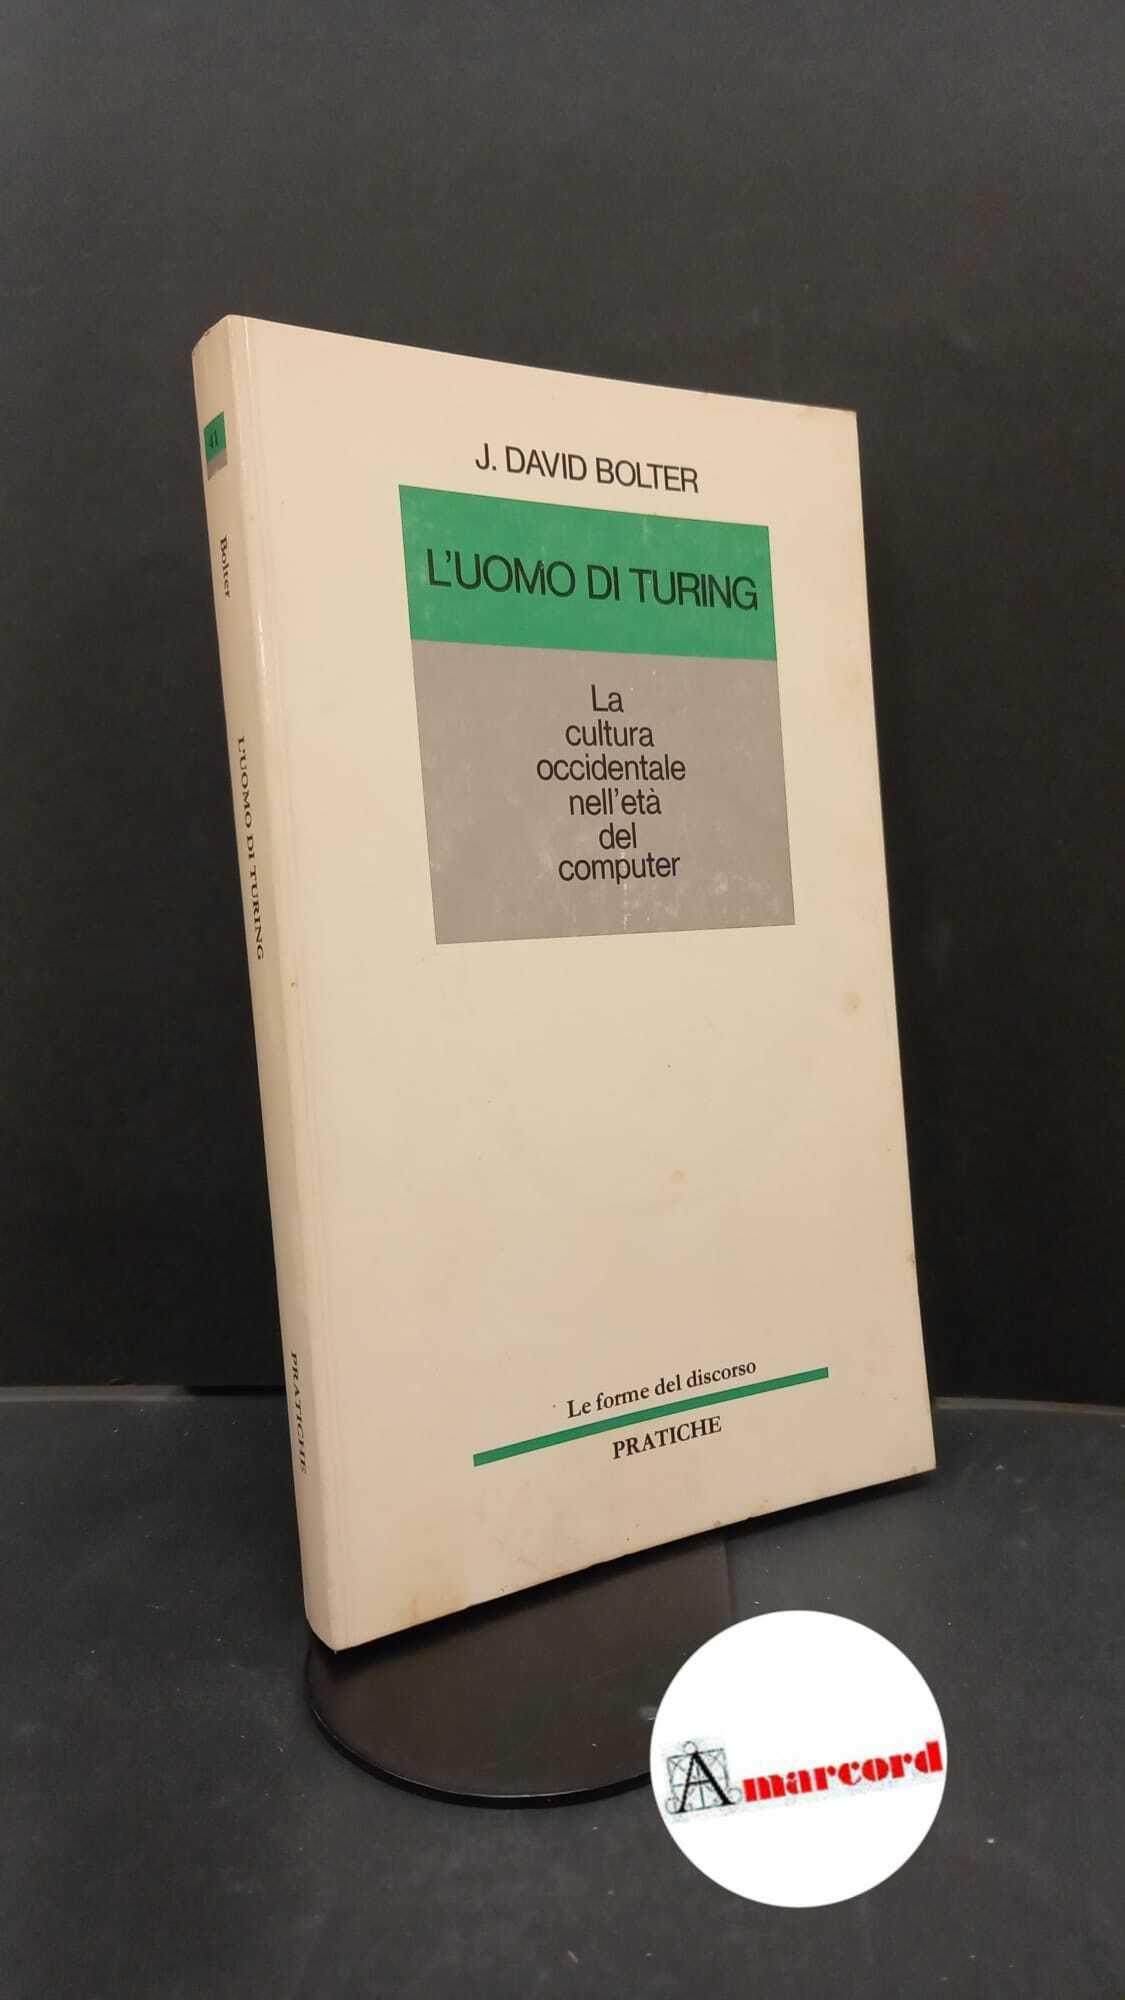 41
Bolter
L'UOMO DI TURING
PRATICHE
J. DAVID BOLTER
L'UOMO DI TURING
La
cultura
occidentale
nell'età
del
computer
Le forme del discorso
PRATICHE
Amarcord